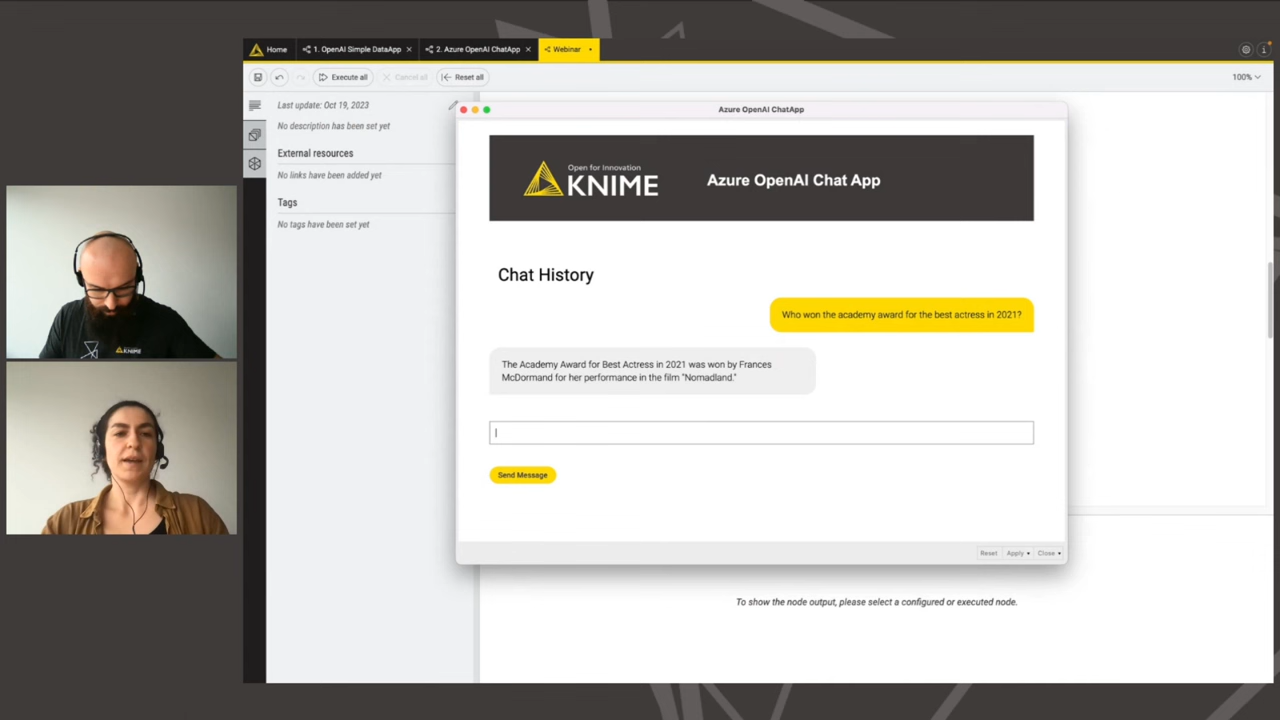 Home
1. OpenAI Simple DataApp
2. Azure OpenAI ChatApp
Webinar
Execute all
Cancel all
Reset all
100%
Last update: Oct 19, 2023
No description has been set yet
External resources
No links have been added yet
Tags
No tags have been set yet
Azure OpenAI ChatApp
Open for Innovation
KNIME
Azure OpenAI Chat App
Chat History
Who won the academy award for the best actress in 2021?
The Academy Award for Best Actress in 2021 was won by Frances
McDormand for her performance in the film "Nomadland."
Send Message
Reset
Apply
Close
To show the node output, please select a configured or executed node.
KNIME